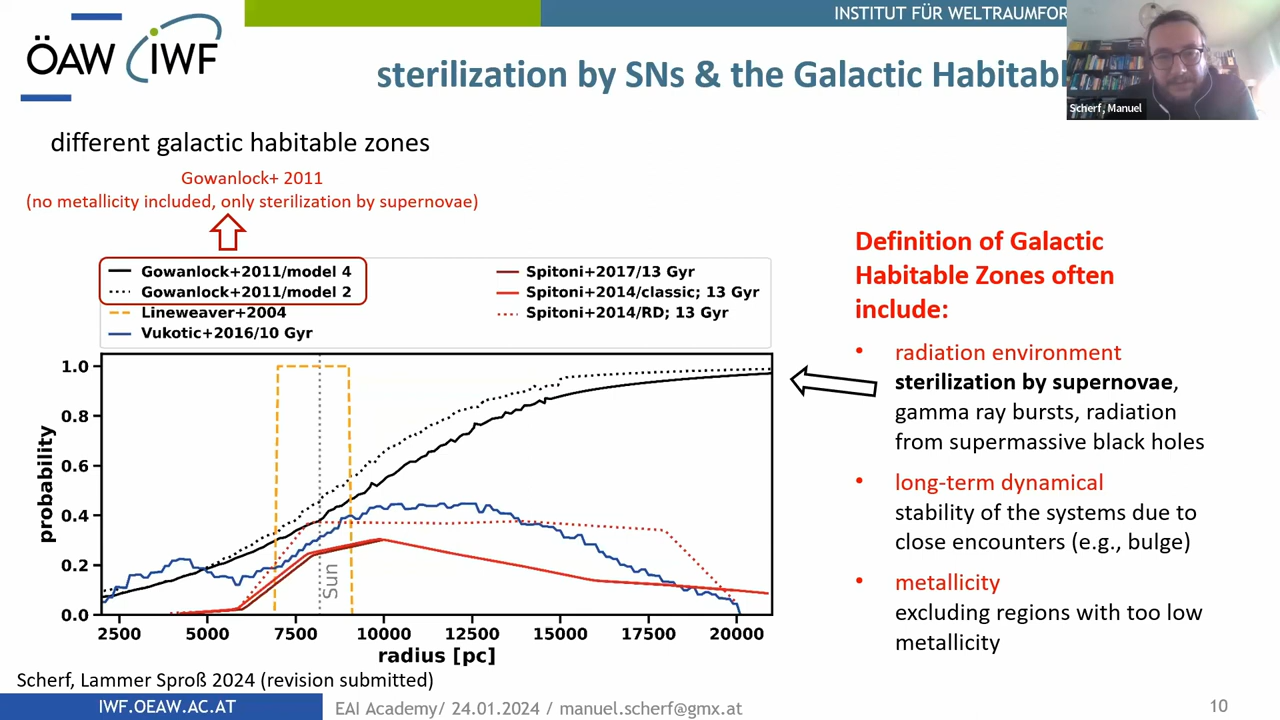 INSTITUT FÜR WELTRAUMFOR
ÖAW IWF
sterilization by SNs & the Galactic Habitabl
Scherf, Manuel
different galactic habitable zones
Gowanlock+ 2011
(no metallicity included, only sterilization by supernovae)
Gowanlock+2011/model 4
Gowanlock+2011/model 2
Lineweaver+2004
Vukotic+2016/10 Gyr
Spitoni+2017/13 Gyr
Spitoni+2014/classic; 13 Gyr
Spitoni+2014/RD; 13 Gyr
1.0
0.8
0.6
0.4
0.2
0.0
probability
Sun
2500 5000 7500 10000 12500 15000 17500 20000
radius [pc]
Definition of Galactic
Habitable Zones often
include:
• radiation environment
sterilization by supernovae,
gamma ray bursts, radiation
from supermassive black holes
• long-term dynamical
stability of the systems due to
close encounters (e.g., bulge)
• metallicity
excluding regions with too low
metallicity
Scherf, Lammer Sproß 2024 (revision submitted)
IWF.OEAW.AC.AT
EAI Academy/ 24.01.2024 / manuel.scherf@gmx.at
10